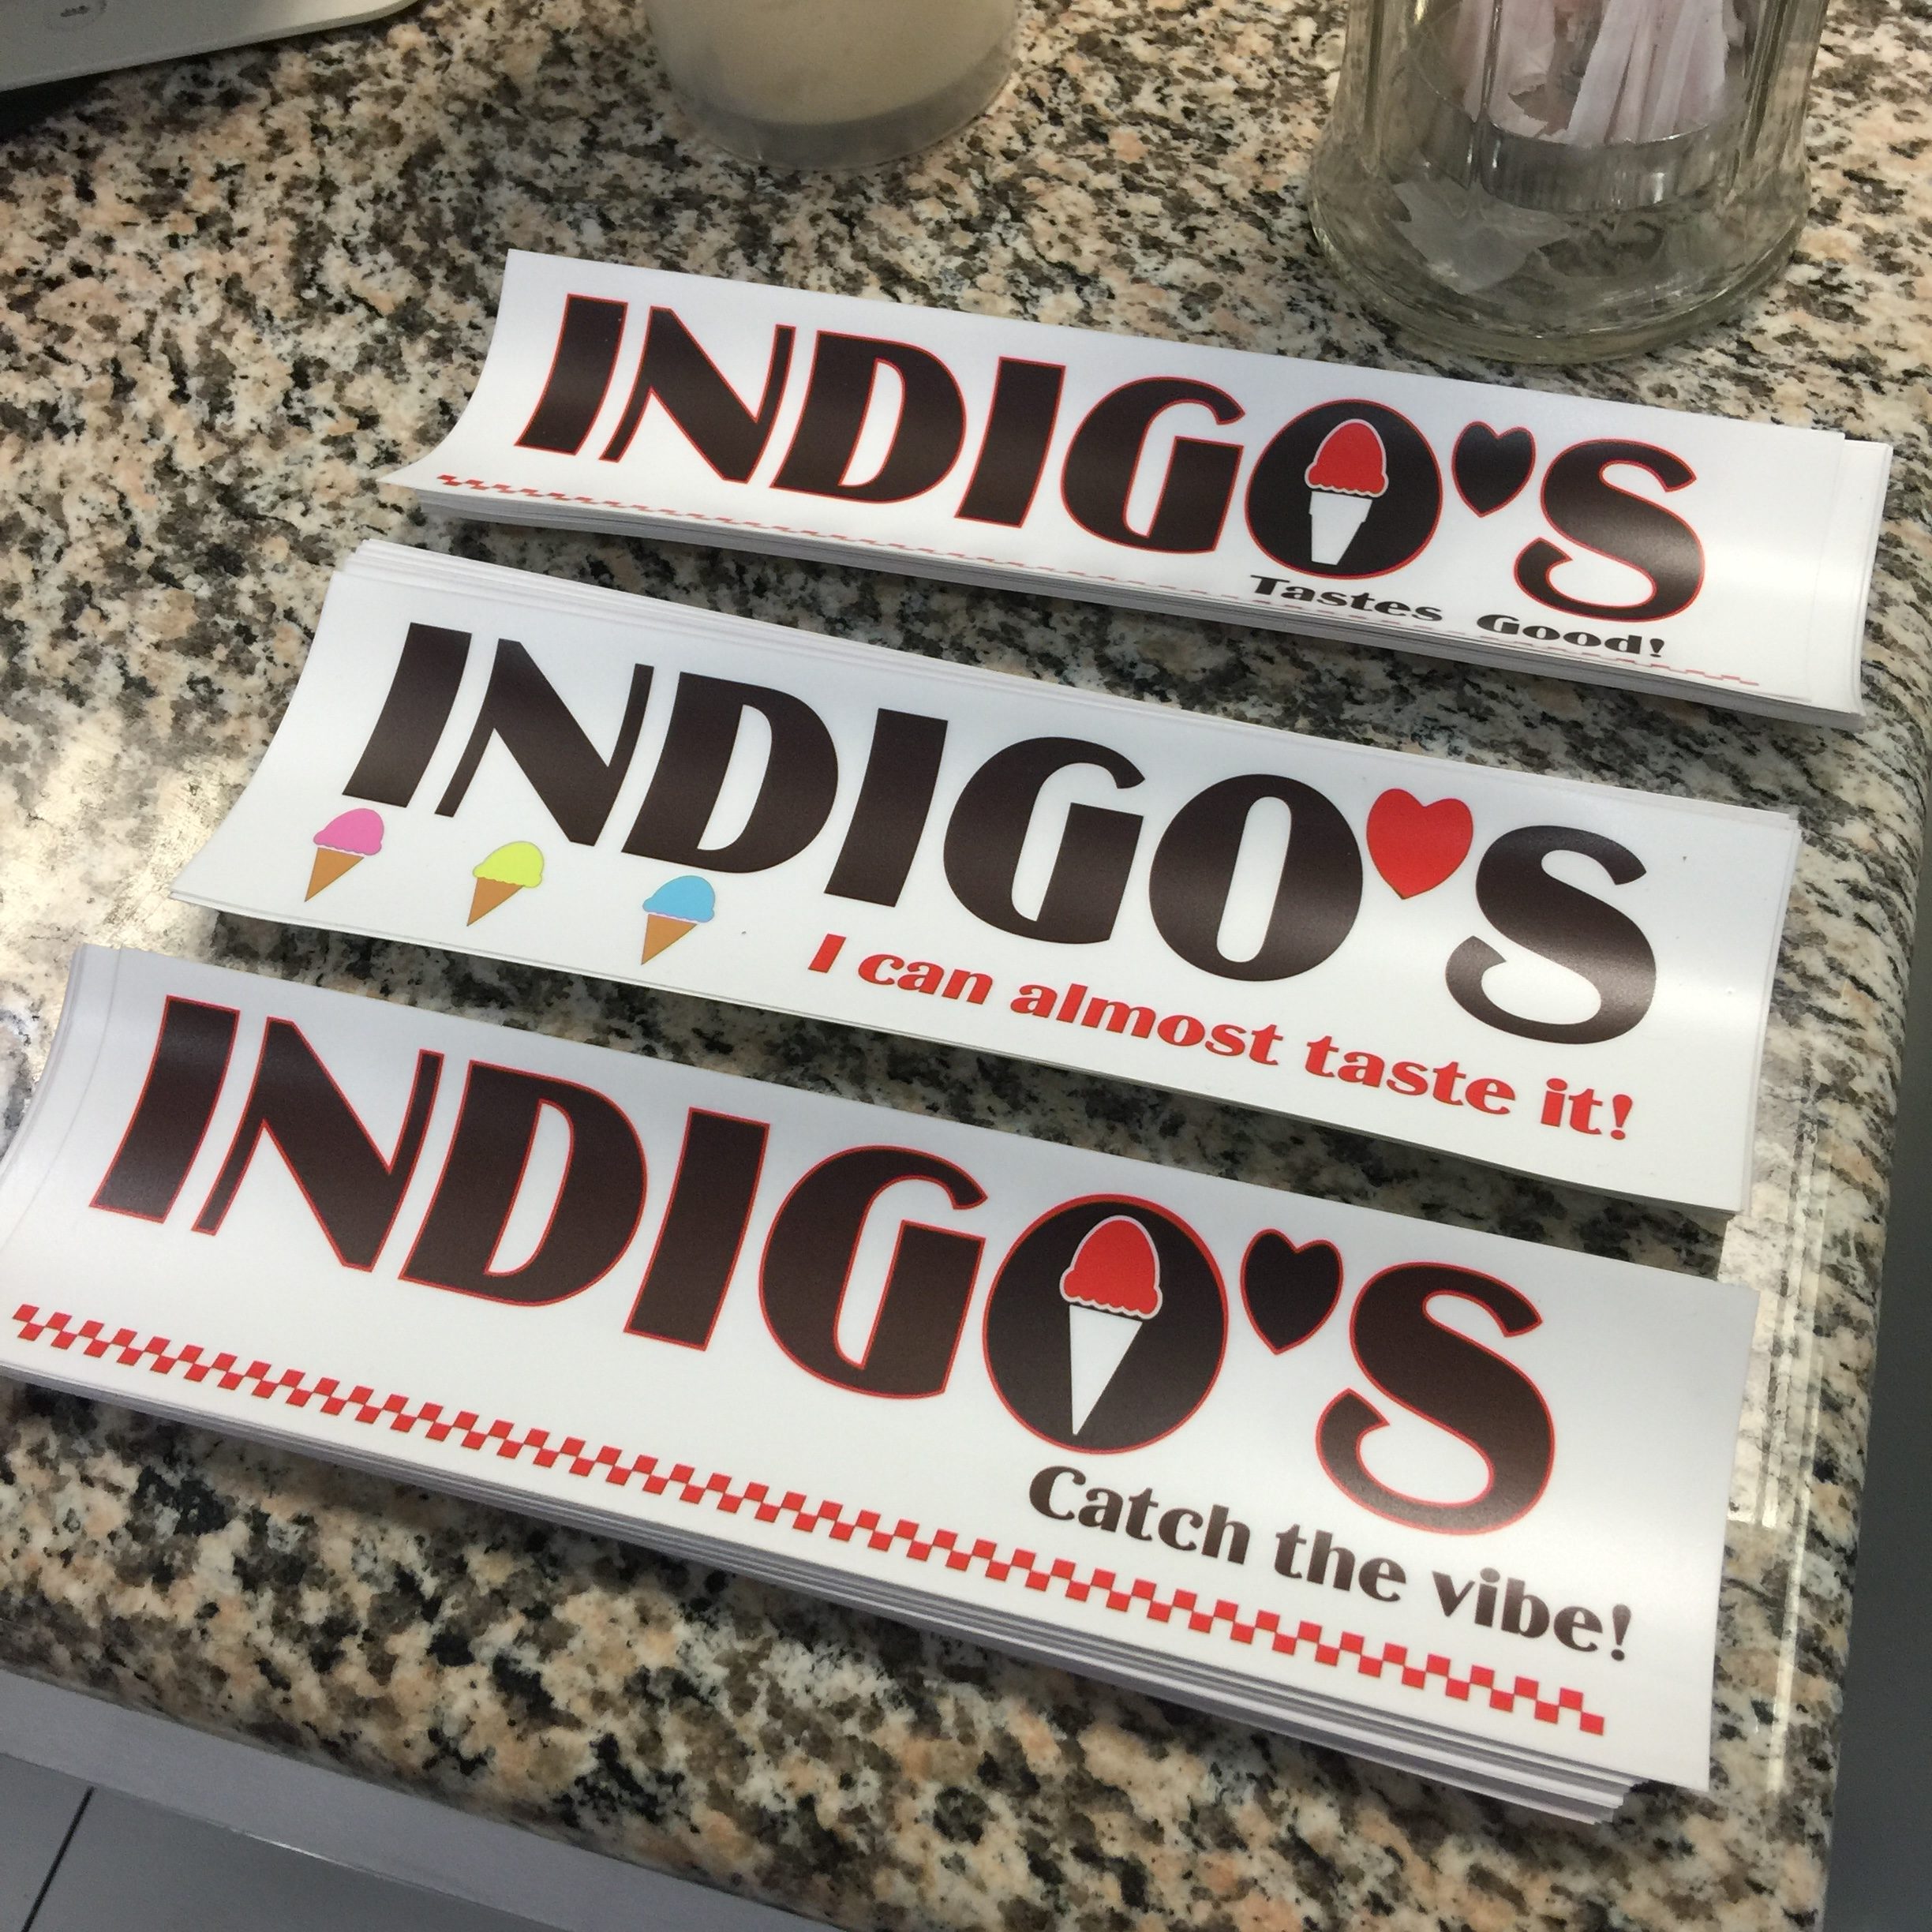 INDIGO'S
Tastes Good!
INDIGO'S
I can almost taste it!
INDIGO'S
Catch the vibe!